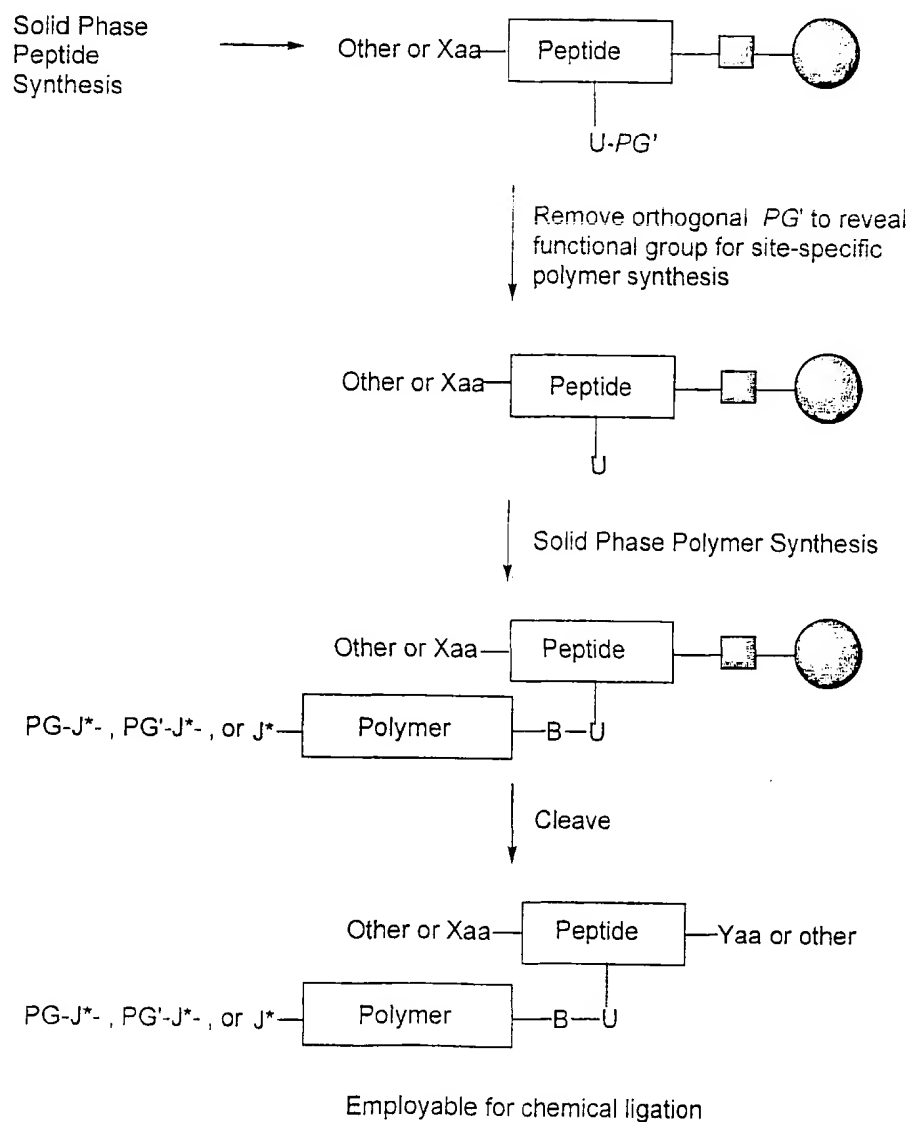 Solid Phase
Peptide
Synthesis
Other or Xaa
Peptide
U-PG'
Remove orthogonal PG' to reveal
functional group for site-specific
polymer synthesis
Other or Xaa
Peptide
U
Solid Phase Polymer Synthesis
Other or Xaa
Peptide
PG-J*- , PG'-J*- , or J*
Polymer
B
U
Cleave
Other or Xaa
Peptide
Yaa or other
PG-J*- , PG'-J*- , or J*
Polymer
B
U
Employable for chemical ligation